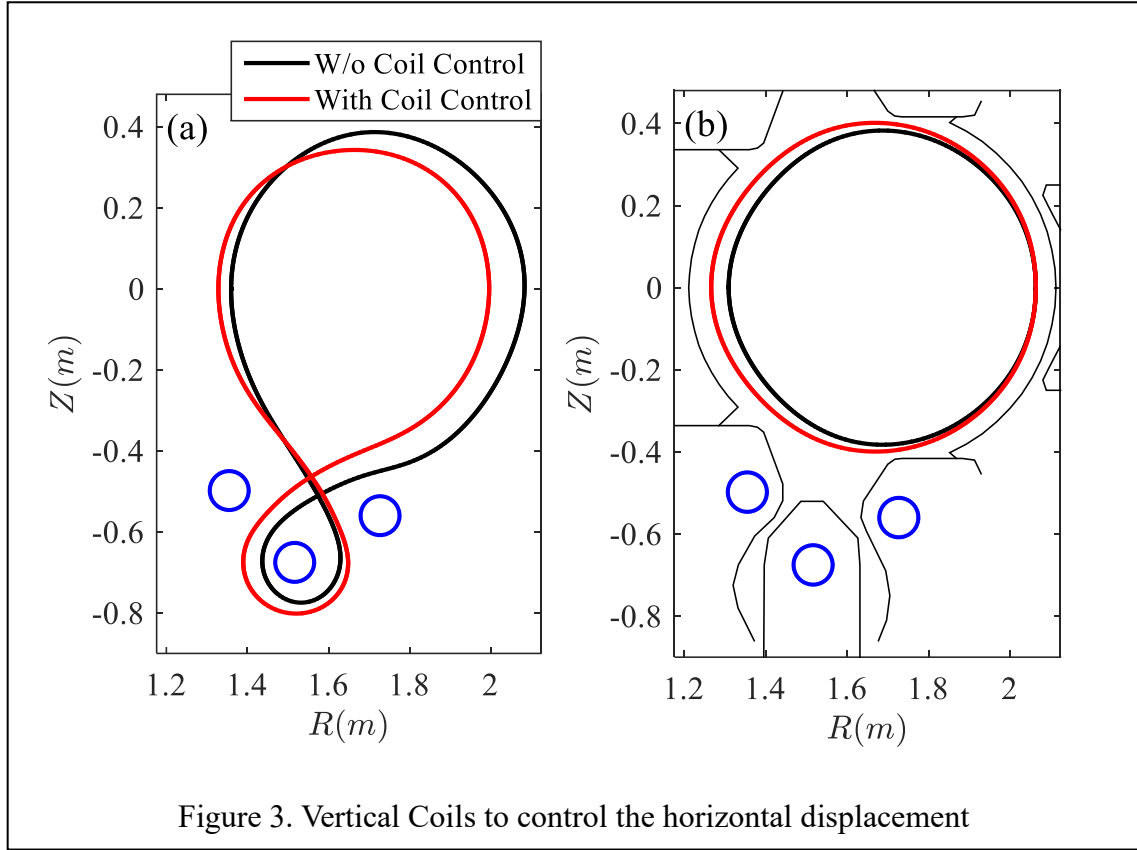 W/o Coil Control
With Coil Control
(a)
0.4
0.2
0
-0.2
-0.4
-0.6
-0.8
Z(m)
1.2 1.4 1.6 1.8 2
R(m)
(b)
0.4
0.2
0
-0.2
-0.4
-0.6
-0.8
Z(m)
1.2 1.4 1.6 1.8 2
R(m)
Figure 3. Vertical Coils to control the horizontal displacement